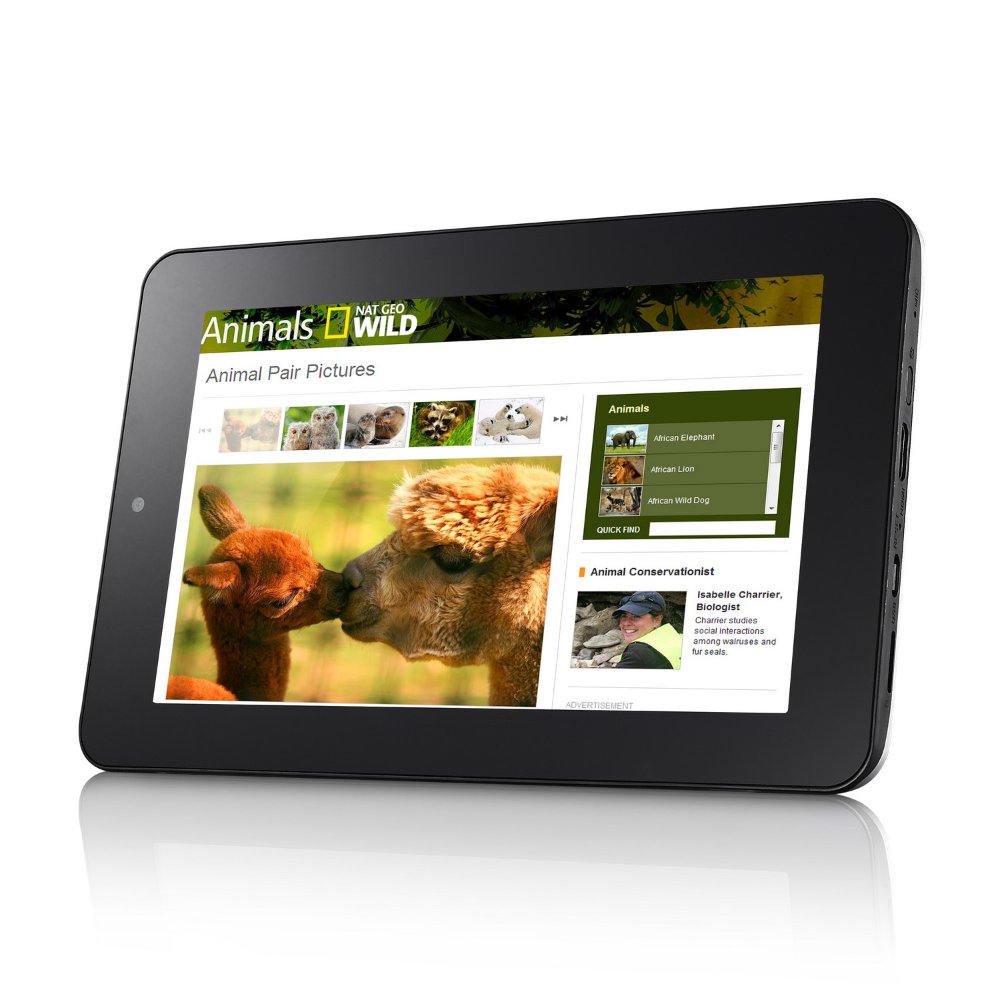 Animals
NAT GEO
WILD
Animal Pair Pictures
Animals
African Elephant
African Lion
African Wild Dog
QUICK FIND
Animal Conservationist
Isabelle Charrier,
Biologist
Charrier studies
social interactions
among walruses and
fur seals.
ADVERTISEMENT